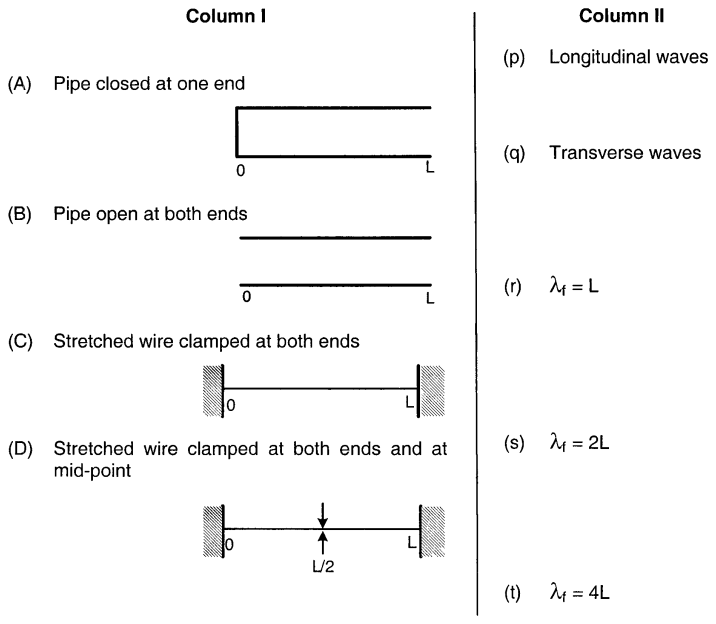 Column I
(A) Pipe closed at one end
0 L
(B) Pipe open at both ends
0 L
(C) Stretched wire clamped at both ends
0 L
(D) Stretched wire clamped at both ends and at
mid-point
0 L
L/2
Column II
(p) Longitudinal waves
(q) Transverse waves
(r) λf = L
(s) λf = 2L
(t) λf = 4L